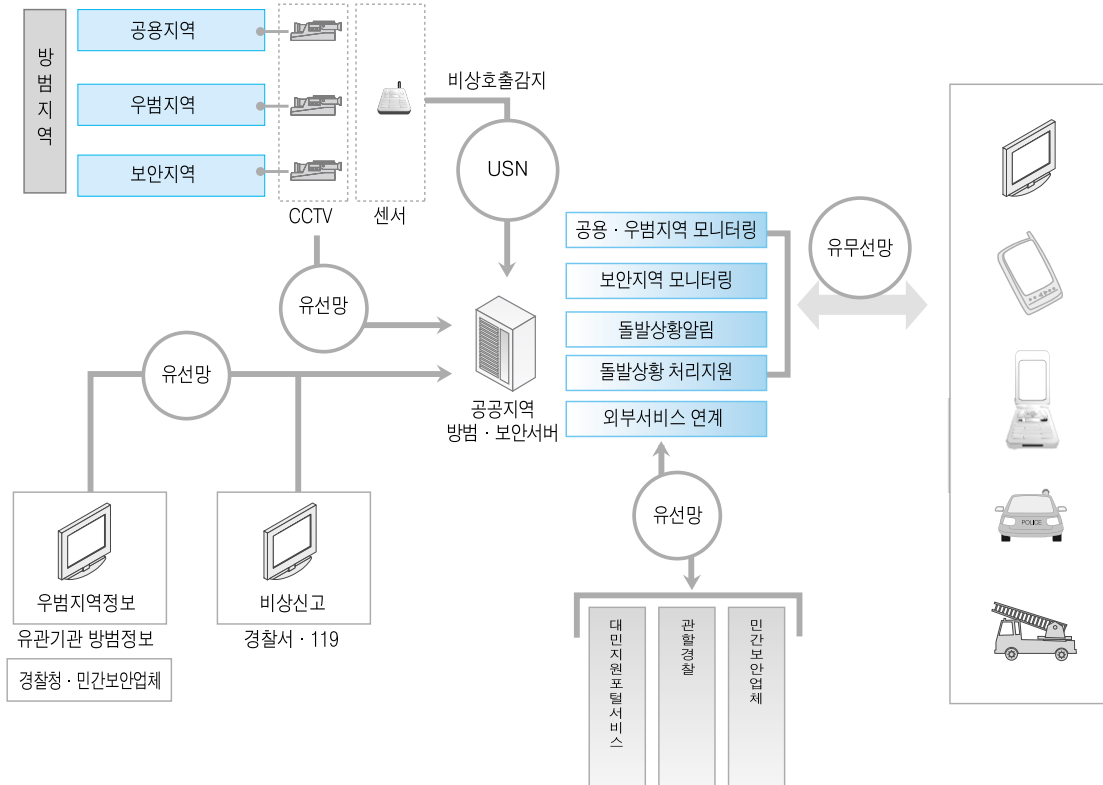 방범지역
공용지역
우범지역
보안지역
CCTV
센서
비상호출감지
USN
유선망
유선망
공공지역
방범·보안서버
공용·우범지역 모니터링
보안지역 모니터링
돌발상황알림
돌발상황 처리지원
외부서비스 연계
유무선망
유선망
우범지역정보
유관기관 방범정보
경찰청·민간보안업체
비상신고
경찰서·119
대민지원포털서비스
관할경찰
민간보안업체
POLICE